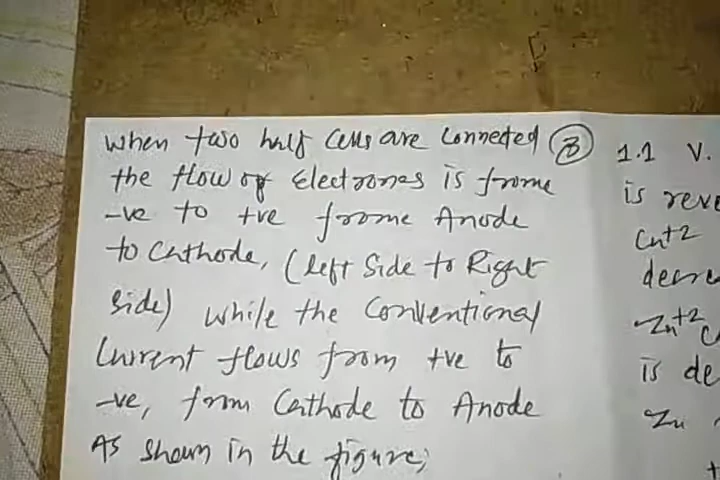 when two half cells are Connected
the flow of Electrones is frome
-ve to +ve frome Anode
to Cathode, (left Side to Right
side) while the Conventional
Current flows from +ve to
-ve, from Cathode to Anode
As shown in the figure;
8 1.1 V.
is reve
Cu+2
decre
Zn+2 C
is de
Zn